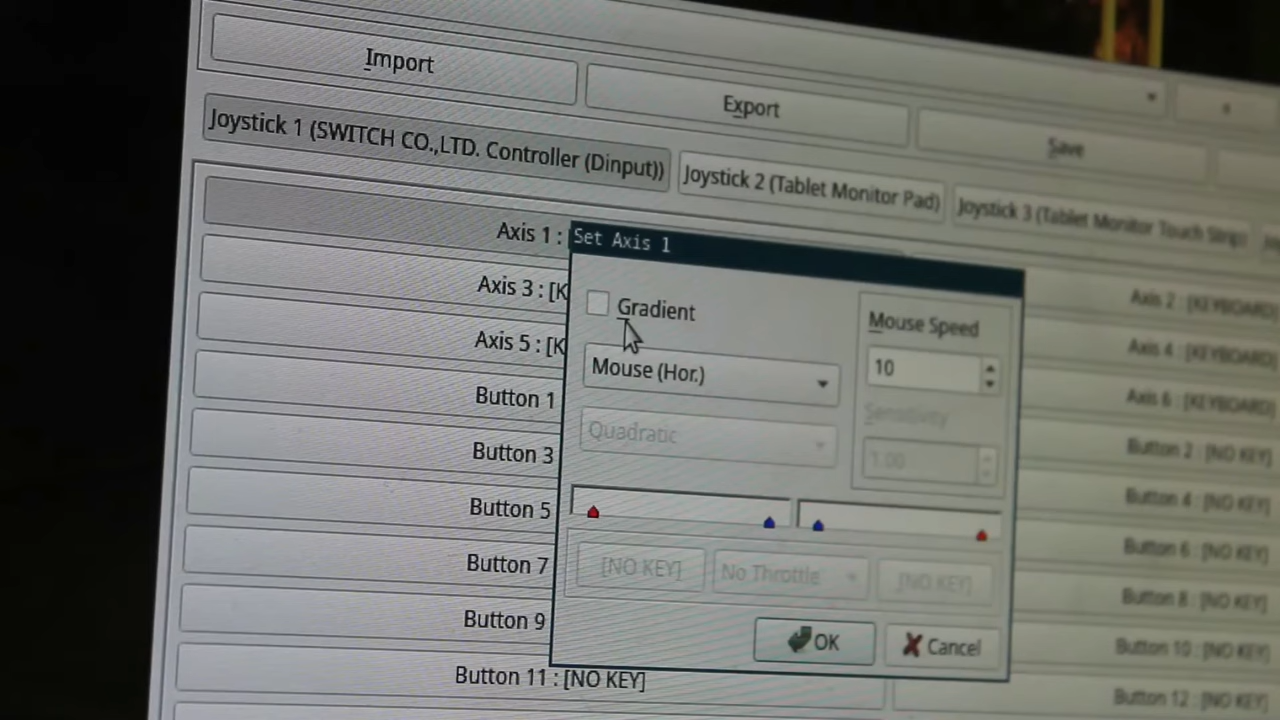 Import
Export
Save
Joystick 1 (SWITCH CO.,LTD. Controller (Dinput))
Joystick 2 (Tablet Monitor Pad)
Joystick 3 (Tablet Monitor Touch Strip)
Axis 1 :
Set Axis 1
Axis 2 : [KEYBOARD]
Axis 3 : [K
Gradient
Mouse Speed
Axis 4 : [KEYBOARD]
Axis 5 : [K
Mouse (Hor.)
10
Axis 6 : [KEYBOARD]
Button 1
Quadratic
Sensitivity
1.00
Button 2 : [NO KEY]
Button 3
Button 4 : [NO KEY]
Button 5
Button 6 : [NO KEY]
Button 7
[NO KEY]
No Throttle
[NO KEY]
Button 8 : [NO KEY]
Button 9
OK
Cancel
Button 10 : [NO KEY]
Button 11 : [NO KEY]
Button 12 : [NO KEY]